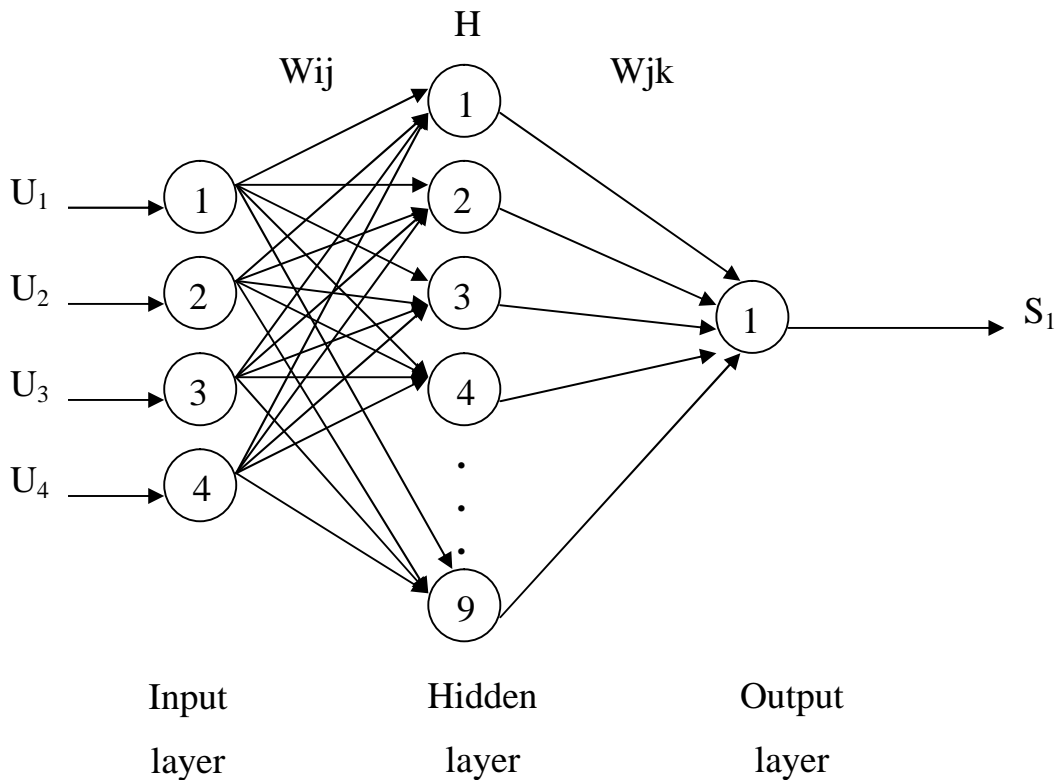 H
Wij
Wjk
1
U₁
1
2
U₂
2
3
1
S₁
U₃
3
4
U₄
4
.
.
.
9
Input layer
Hidden layer
Output layer